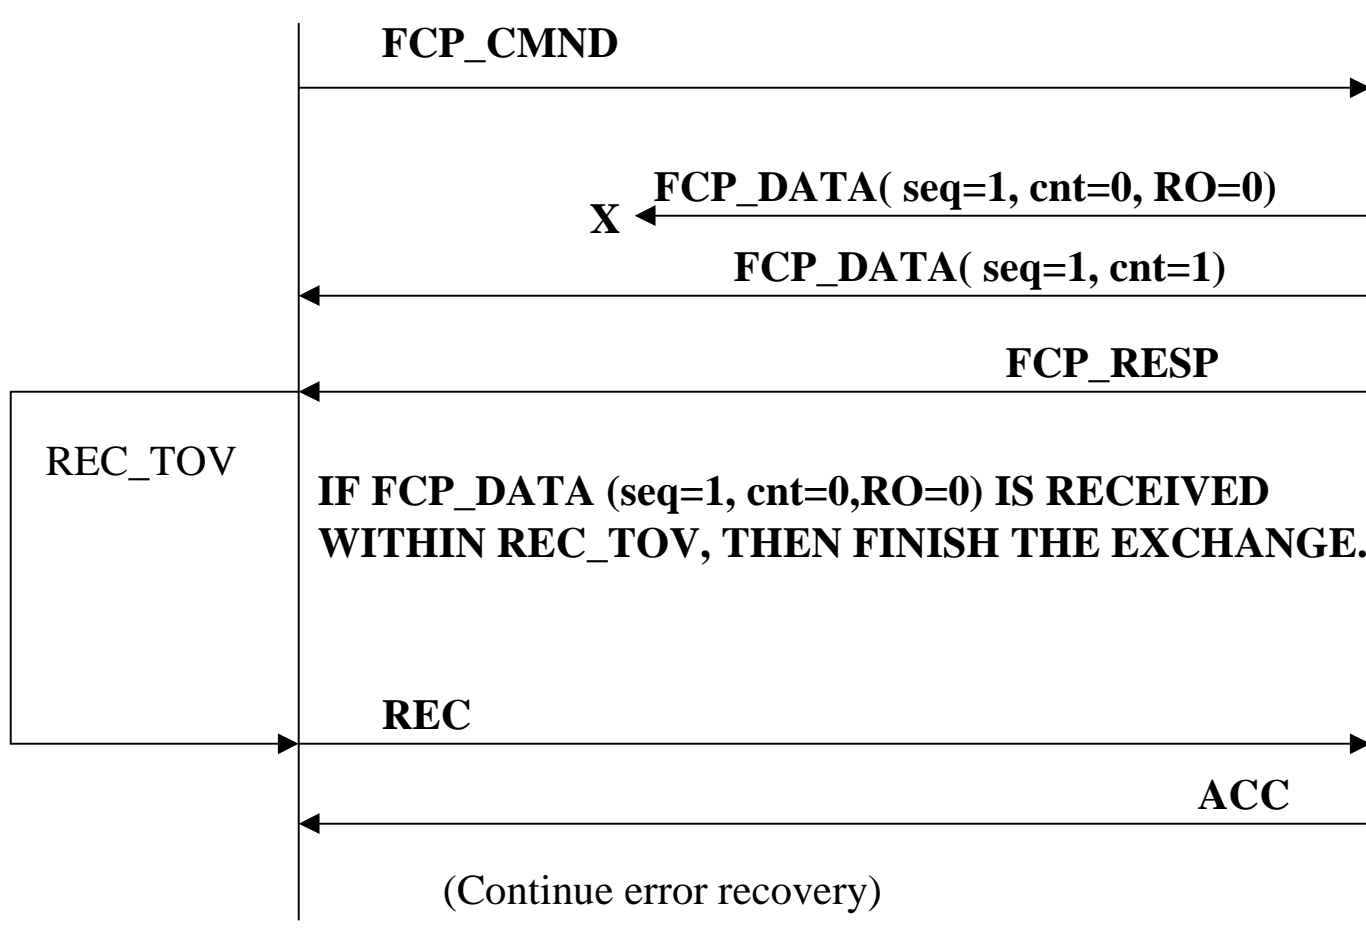 FCP_CMND
FCP_DATA( seq=1, cnt=0, RO=0)
X
FCP_DATA( seq=1, cnt=1)
FCP_RESP
REC_TOV
IF FCP_DATA (seq=1, cnt=0,RO=0) IS RECEIVED
WITHIN REC_TOV, THEN FINISH THE EXCHANGE.
REC
ACC
(Continue error recovery)